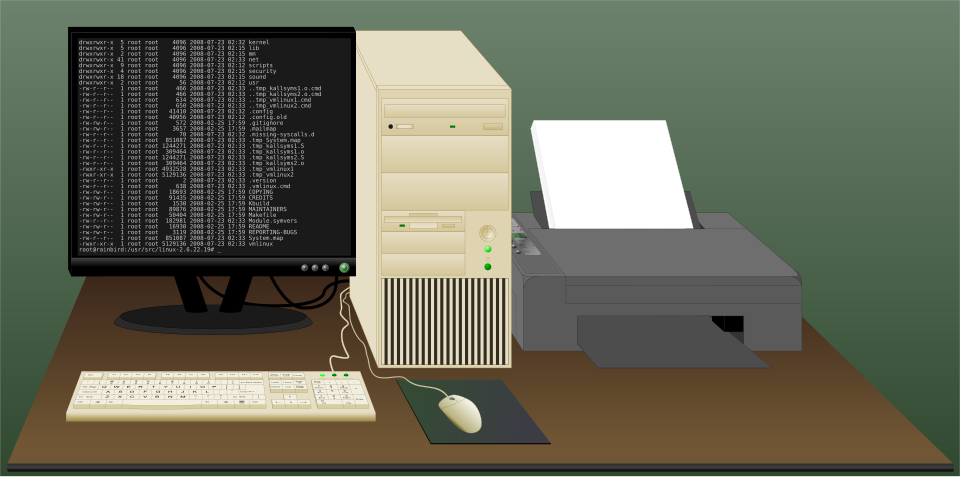 drwxrwxr-x 5 root root 4096 2008-07-23 02:32 kernel
drwxrwxr-x 5 root root 4096 2008-07-23 02:15 lib
drwxrwxr-x 2 root root 4096 2008-07-23 02:15 mm
drwxrwxr-x 41 root root 4096 2008-07-23 02:33 net
drwxrwxr-x 9 root root 4096 2008-07-23 02:32 scripts
drwxrwxr-x 4 root root 4096 2008-07-23 02:15 security
drwxrwxr-x 18 root root 4096 2008-07-23 02:15 sound
drwxrwxr-x 2 root root 56 2008-07-23 02:32 usr
-rw-r--r-- 1 root root 466 2008-07-23 02:33 ..tmp_kallsyms1.o.cmd
-rw-r--r-- 1 root root 466 2008-07-23 02:33 ..tmp_kallsyms2.o.cmd
-rw-r--r-- 1 root root 634 2008-07-23 02:33 ..tmp_vmlinux1.cmd
-rw-r--r-- 1 root root 650 2008-07-23 02:33 ..tmp_vmlinux2.cmd
-rw-r--r-- 1 root root 41410 2008-07-23 02:32 .config
-rw-r--r-- 1 root root 40956 2008-07-23 02:12 .config.old
-rw-rw-r-- 1 root root 572 2008-02-25 17:59 .gitignore
-rw-rw-r-- 1 root root 3657 2008-02-25 17:59 .mailmap
-rw-r--r-- 1 root root 70 2008-07-23 02:32 .missing-syscalls.d
-rw-r--r-- 1 root root 851087 2008-07-23 02:33 .tmp_System.map
-rw-r--r-- 1 root root 1244271 2008-07-23 02:33 .tmp_kallsyms1.S
-rw-r--r-- 1 root root 309464 2008-07-23 02:33 .tmp_kallsyms1.o
-rw-r--r-- 1 root root 1244271 2008-07-23 02:33 .tmp_kallsyms2.S
-rw-r--r-- 1 root root 309464 2008-07-23 02:33 .tmp_kallsyms2.o
-rwxr-xr-x 1 root root 4932528 2008-07-23 02:33 .tmp_vmlinux1
-rwxr-xr-x 1 root root 5129136 2008-07-23 02:33 .tmp_vmlinux2
-rw-r--r-- 1 root root 2 2008-07-23 02:33 .version
-rw-r--r-- 1 root root 638 2008-07-23 02:33 .vmlinux.cmd
-rw-rw-r-- 1 root root 18693 2008-02-25 17:59 COPYING
-rw-rw-r-- 1 root root 91435 2008-02-25 17:59 CREDITS
-rw-rw-r-- 1 root root 1530 2008-02-25 17:59 Kbuild
-rw-rw-r-- 1 root root 89876 2008-02-25 17:59 MAINTAINERS
-rw-rw-r-- 1 root root 50404 2008-02-25 17:59 Makefile
-rw-r--r-- 1 root root 182981 2008-07-23 02:33 Module.symvers
-rw-rw-r-- 1 root root 16930 2008-02-25 17:59 README
-rw-rw-r-- 1 root root 3119 2008-02-25 17:59 REPORTING-BUGS
-rw-r--r-- 1 root root 851087 2008-07-23 02:33 System.map
-rwxr-xr-x 1 root root 5129136 2008-07-23 02:33 vmlinux
root@rainbird:/usr/src/linux-2.6.22.19# _
Q W E R T Y U I O P
A S D F G H J K L
Z X C V B N M